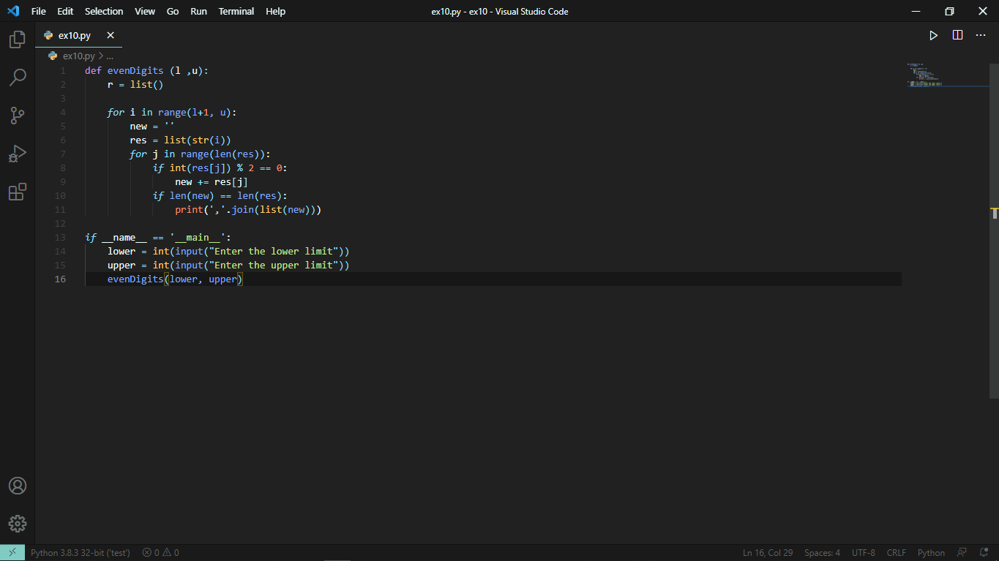 File Edit Selection View Go Run Terminal Help ex10.py - ex10 - Visual Studio Code
ex10.py
ex10.py > ...
1 def evenDigits (l ,u):
2     r = list()
3
4     for i in range(l+1, u):
5         new = ''
6         res = list(str(i))
7         for j in range(len(res)):
8             if int(res[j]) % 2 == 0:
9                 new += res[j]
10             if len(new) == len(res):
11                 print(','.join(list(new)))
12
13 if __name__ == '__main__':
14     lower = int(input("Enter the lower limit"))
15     upper = int(input("Enter the upper limit"))
16     evenDigits(lower, upper)
Python 3.8.3 32-bit ('test') 0 0 Ln 16, Col 29 Spaces: 4 UTF-8 CRLF Python